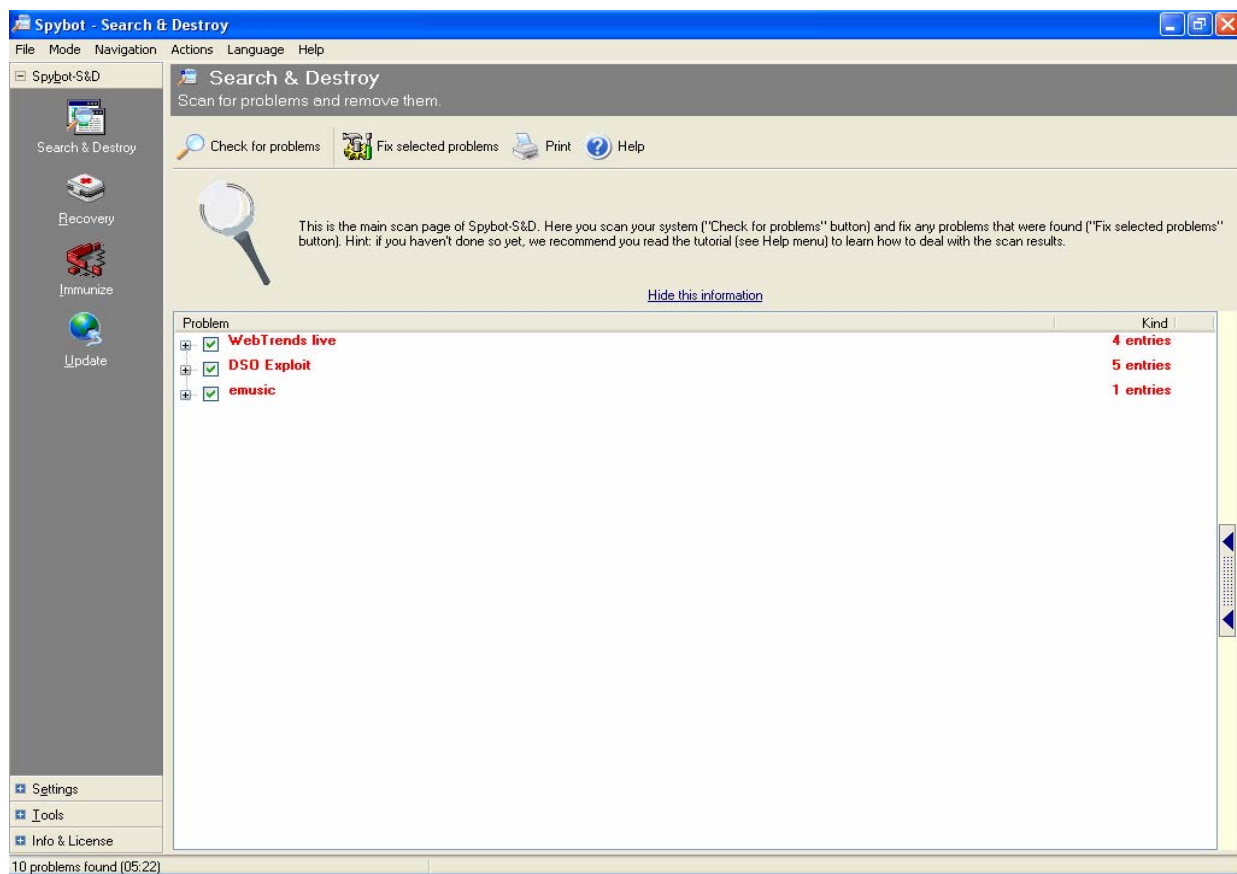 Spybot - Search & Destroy
File Mode Navigation Actions Language Help
Spybot-S&D
Search & Destroy
Recovery
Immunize
Update
Settings
Tools
Info & License
Search & Destroy
Scan for problems and remove them.
Check for problems Fix selected problems Print Help
This is the main scan page of Spybot-S&D. Here you scan your system ("Check for problems" button) and fix any problems that were found ("Fix selected problems"
button). Hint: if you haven't done so yet, we recommend you read the tutorial (see Help menu) to learn how to deal with the scan results.
Hide this information
Problem Kind
WebTrends live 4 entries
DSO Exploit 5 entries
emusic 1 entries
10 problems found (05:22)